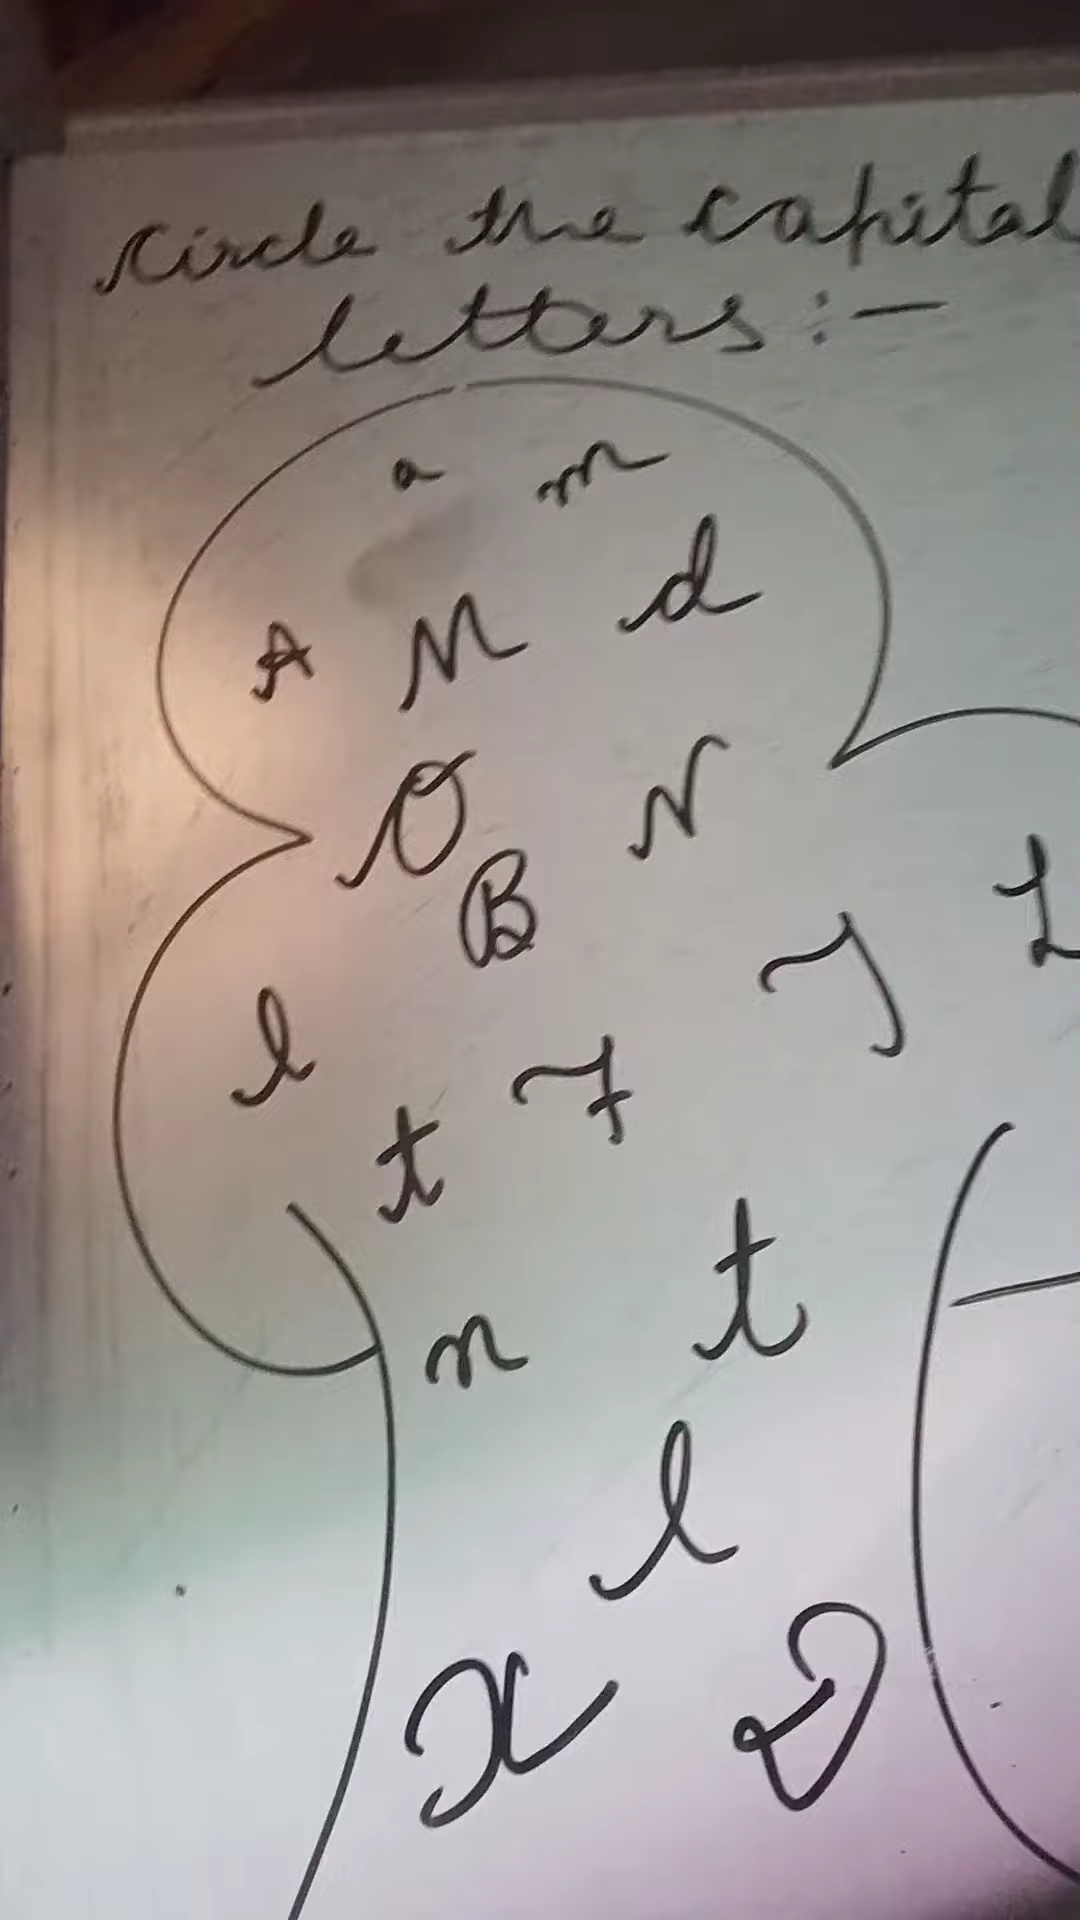 circle the capital
letters :-
a m
A M d
O N
B
l T I L
t
n t
l
X Q